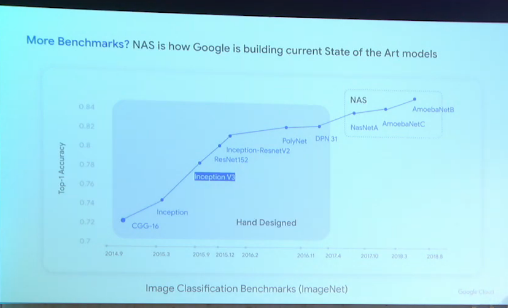 More Benchmarks? NAS is how Google is building current State of the Art models
NAS
0.84
AmoebaNetB
0.82
NasNetA
AmoebaNetC
PolyNet
DPN 31
0.8
Inception-ResnetV2
ResNet152
0.78
Inception V3
0.76
0.74
Inception
Hand Designed
0.72
CGG-16
0.7
Top-1 Accuracy
2014.9
2015.3
2015.9
2015.12
2016.2
2016.11
2017.4
2017.10
2018.3
Image Classification Benchmarks (ImageNet)
Google Cloud